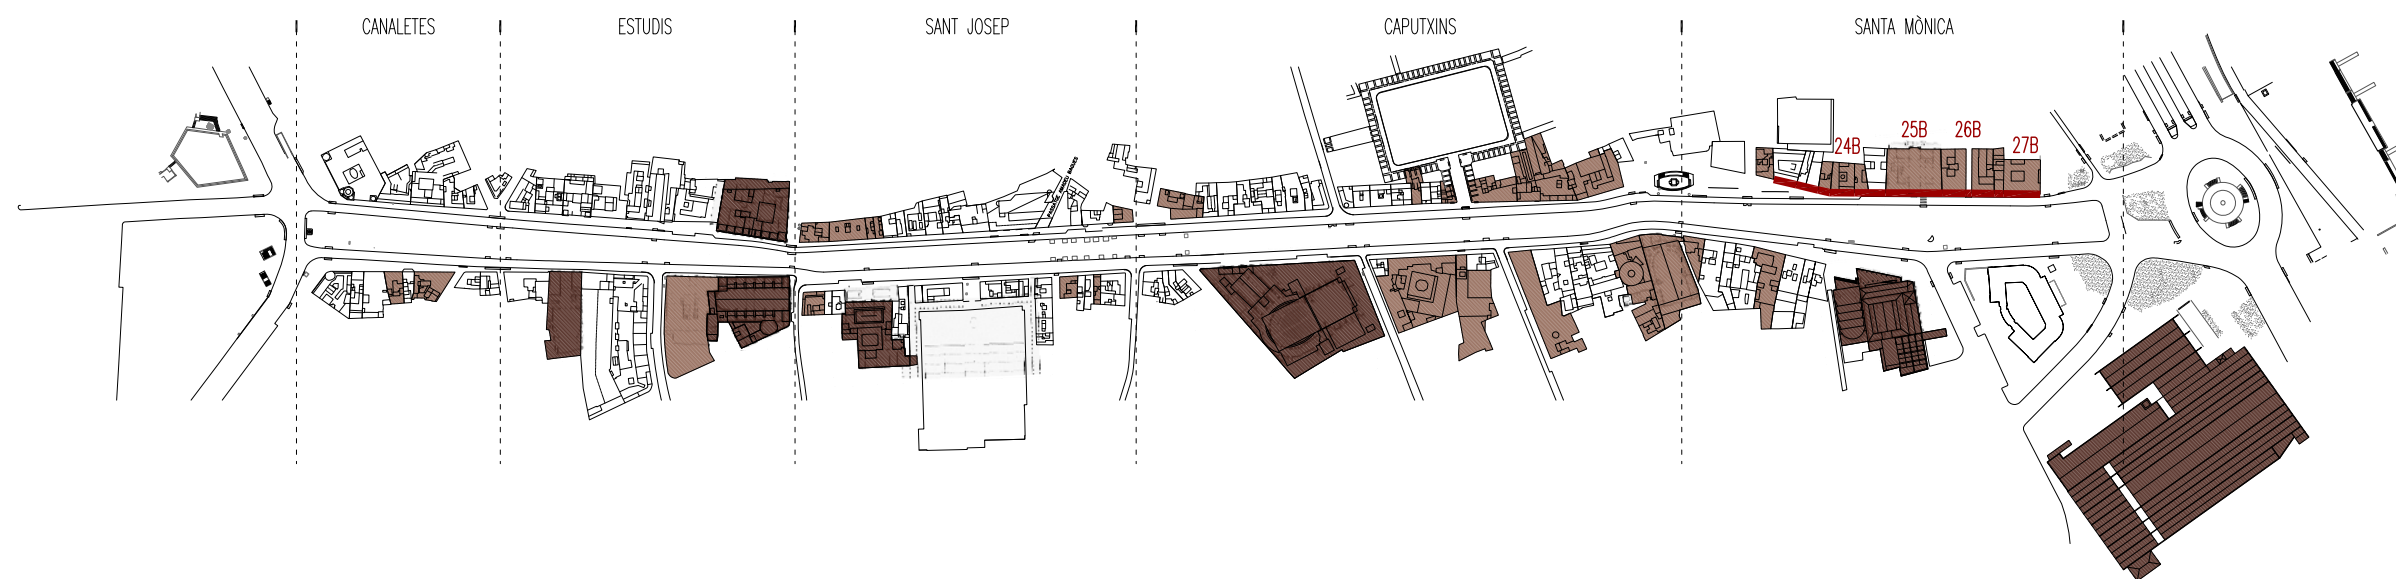 CANALETES
ESTUDIS
SANT JOSEP
CAPUTXINS
SANTA MÒNICA
24B
25B
26B
27B